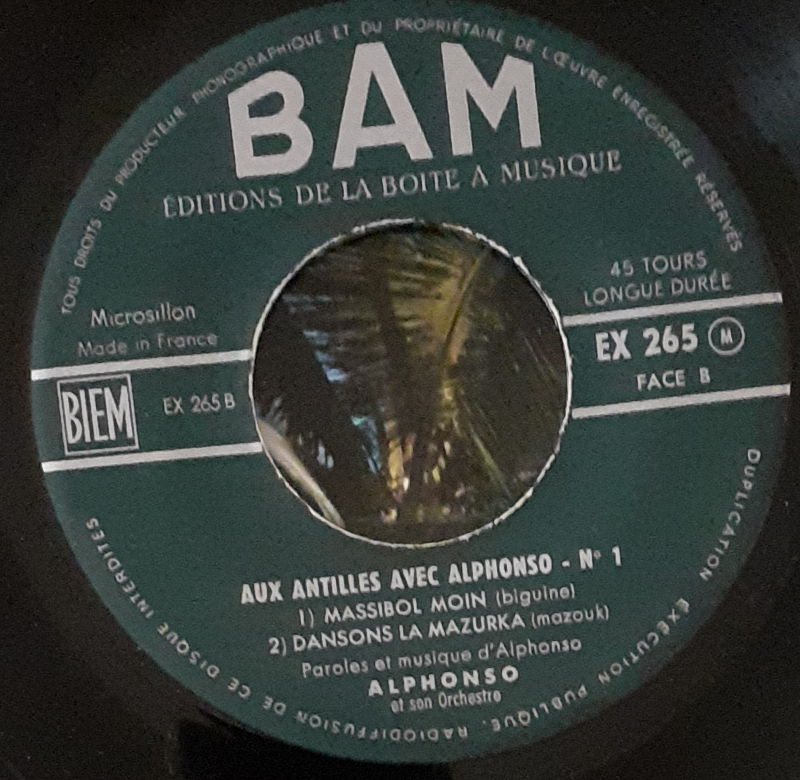 TOUS DROITS DU PRODUCTEUR PHONOGRAPHIQUE ET DU PROPRIÉTAIRE DE L'ŒUVRE ENREGISTRÉE RÉSERVÉS
BAM
ÉDITIONS DE LA BOITE A MUSIQUE
45 TOURS
LONGUE DURÉE
Microsillon
Made in France
EX 265 M
FACE B
BIEM
EX 265 B
AUX ANTILLES AVEC ALPHONSO - N° 1
1) MASSIBOL MOIN (biguine)
2) DANSONS LA MAZURKA (mazouk)
Paroles et musique d'Alphonso
ALPHONSO
et son Orchestre
DUPLICATION EXÉCUTION PUBLIQUE, RADIODIFFUSION DE CE DISQUE INTERDITES